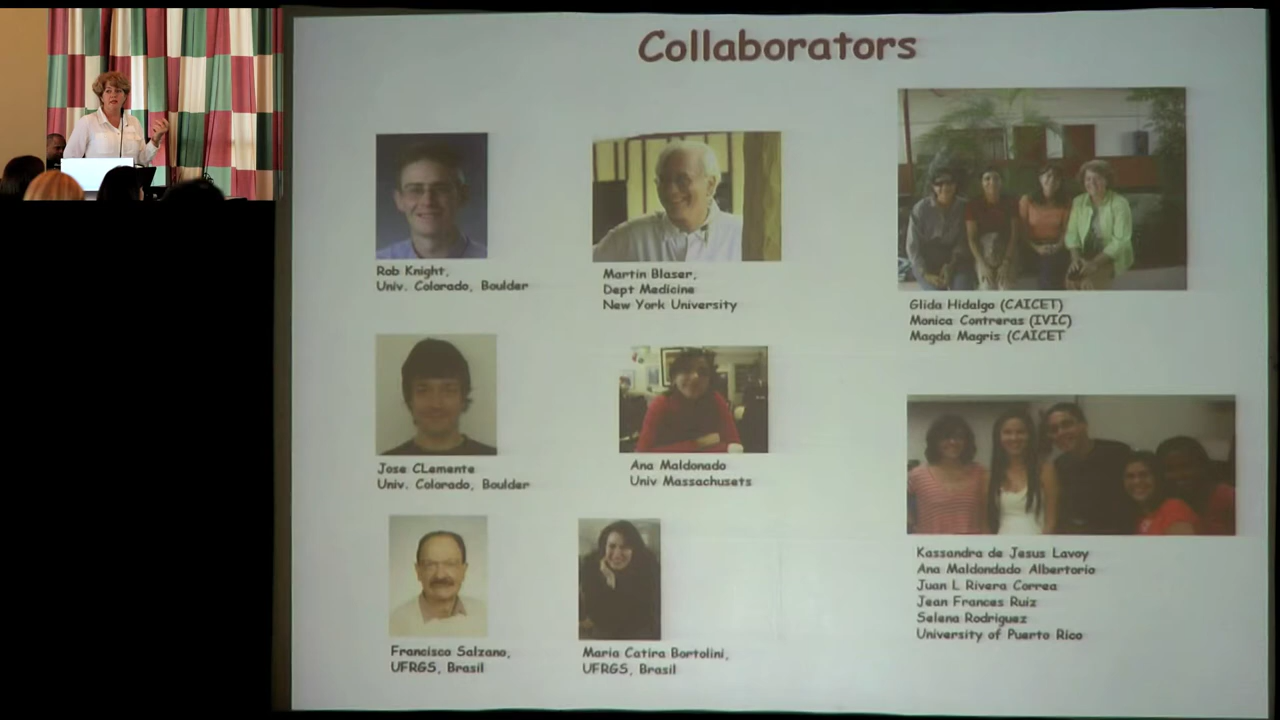 Collaborators
Rob Knight,
Univ. Colorado, Boulder
Martin Blaser,
Dept Medicine
New York University
Glida Hidalgo (CAICET)
Monica Contreras (IVIC)
Magda Magris (CAICET
Jose CLemente
Univ. Colorado, Boulder
Ana Maldonado
Univ Massachusets
Kassandra de Jesus Lavoy
Ana Maldondado Albertorio
Juan L Rivera Correa
Jean Frances Ruiz
Selena Rodriguez
University of Puerto Rico
Francisco Salzano,
UFRGS, Brasil
Maria Catira Bortolini,
UFRGS, Brasil